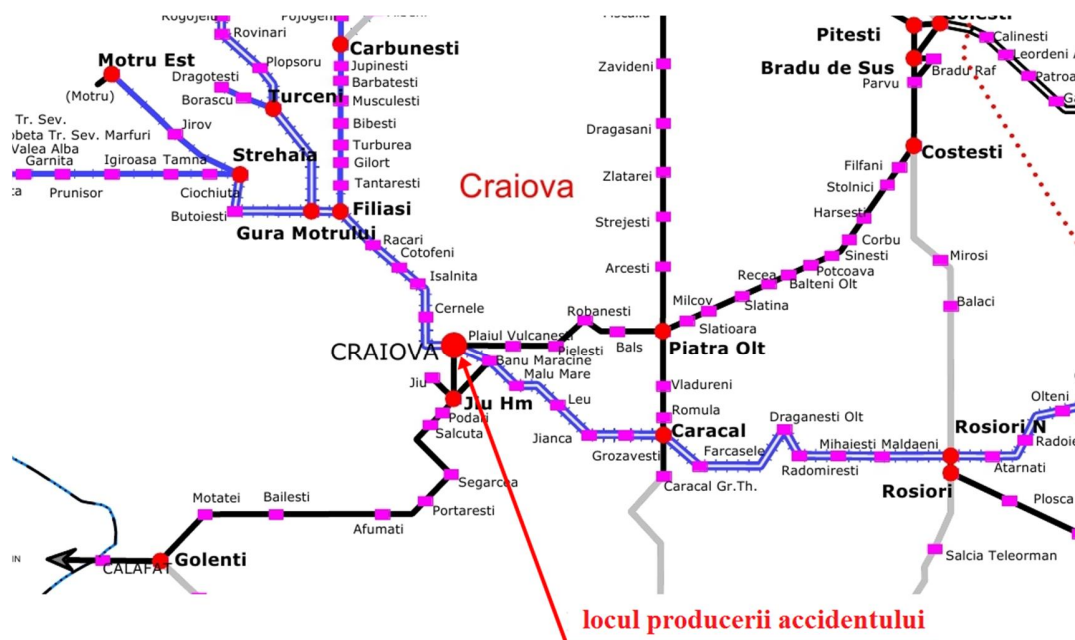 Rovinari
Plopsoru
Carbunesti
Jupinesti
Barbatesti
Musculesti
Bibesti
Turburea
Gilort
Tantaresti
Motru Est
(Motru)
Dragotesti
Borascu
Turceni
Jirov
Tr. Sev.
Tr. Sev. Marfuri
Valea Alba
Garnita
Igiroasa
Tamna
Strehaia
Prunisor
Ciochiuta
Butoiesti
Gura Motrului
Filiasi
Racari
Cotofeni
Isalnita
Cernele
Craiova
Zavideni
Dragasani
Zlatarei
Strejesti
Arcesti
Pitesti
Bradu de Sus
Bradu Raf
Parvu
Calinesti
Leordeni
Costesti
Filfani
Stolnici
Harsesti
Corbu
Sinesti
Potcoava
Balteni Olt
Recea
Slatina
Milcov
Slatioara
Mirosi
Balaci
CRAIOVA
Plaiul Vulcanesti
Robanesti
Pielesti
Bals
Piatra Olt
Banu Maracine
Malu Mare
Leu
Jianca
Grozavesti
Jiu
Jiu Hm
Podari
Salcuta
Segarcea
Portaresti
Afumati
Bailesti
Motatei
Golenti
CALAFAT
Vladureni
Romula
Caracal
Caracal Gr.Th.
Farcasele
Draganesti Olt
Radomiresti
Mihaiesti
Maldaeni
Rosiori N
Rosiori
Atarnati
Olteni
Plosca
Salcia Teleorman
locul producerii accidentului